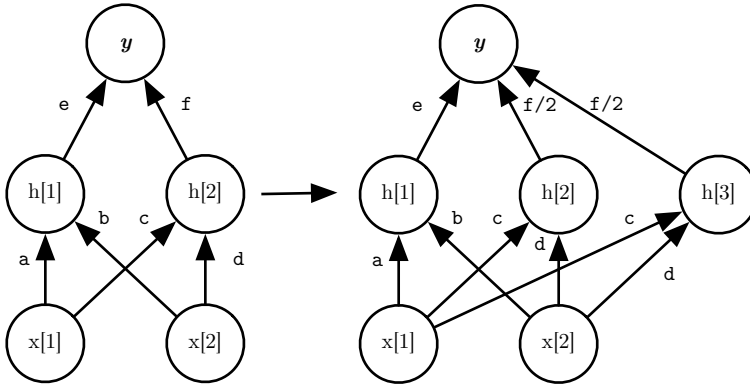 y y
e f e f/2 f/2
h[1] h[2] h[1] h[2] h[3]
b c b c c
a d a d d
x[1] x[2] x[1] x[2]